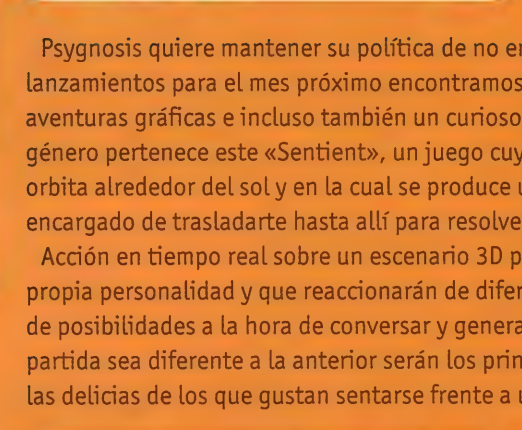 Psygnosis quiere mantener su política de no en
lanzamientos para el mes próximo encontramos
aventuras gráficas e incluso también un curioso
género pertenece este «Sentient», un juego cuy
orbita alrededor del sol y en la cual se produce u
encargado de trasladarte hasta allí para resolve
Acción en tiempo real sobre un escenario 3D p
propia personalidad y que reaccionarán de difer
de posibilidades a la hora de conversar y genera
partida sea diferente a la anterior serán los prin
las delicias de los que gustan sentarse frente a u